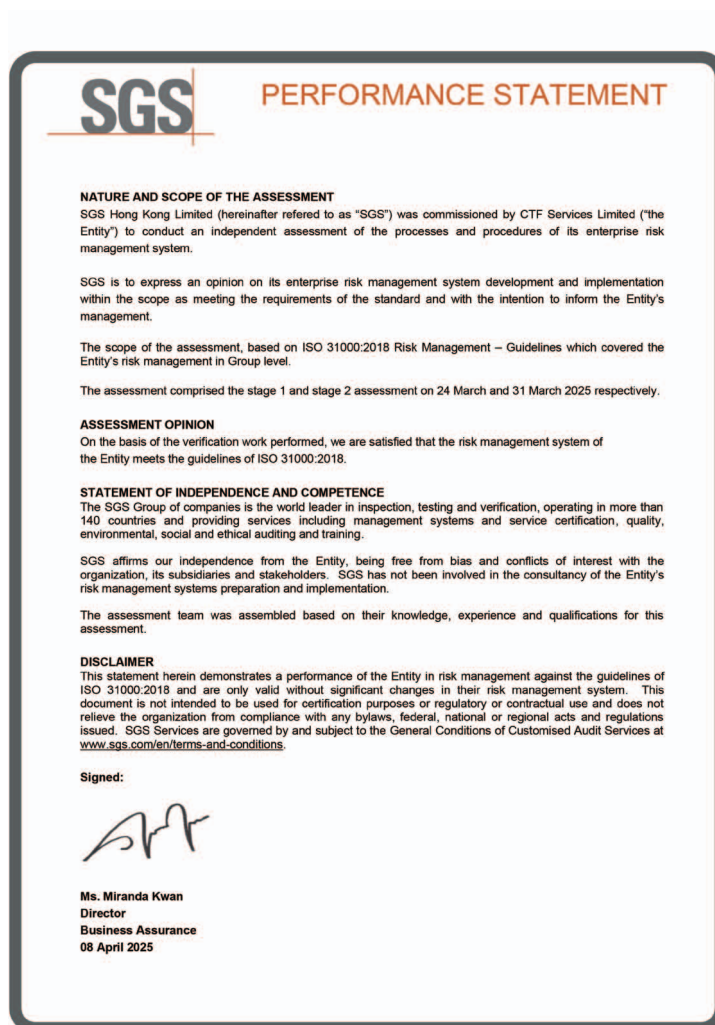 SGS
PERFORMANCE STATEMENT
NATURE AND SCOPE OF THE ASSESSMENT
SGS Hong Kong Limited (hereinafter refered to as “SGS”) was commissioned by CTF Services Limited (“the
Entity”) to conduct an independent assessment of the processes and procedures of its enterprise risk
management system.
SGS is to express an opinion on its enterprise risk management system development and implementation
within the scope as meeting the requirements of the standard and with the intention to inform the Entity’s
management.
The scope of the assessment, based on ISO 31000:2018 Risk Management – Guidelines which covered the
Entity’s risk management in Group level.
The assessment comprised the stage 1 and stage 2 assessment on 24 March and 31 March 2025 respectively.
ASSESSMENT OPINION
On the basis of the verification work performed, we are satisfied that the risk management system of
the Entity meets the guidelines of ISO 31000:2018.
STATEMENT OF INDEPENDENCE AND COMPETENCE
The SGS Group of companies is the world leader in inspection, testing and verification, operating in more than
140 countries and providing services including management systems and service certification, quality,
environmental, social and ethical auditing and training.
SGS affirms our independence from the Entity, being free from bias and conflicts of interest with the
organization, its subsidiaries and stakeholders. SGS has not been involved in the consultancy of the Entity’s
risk management systems preparation and implementation.
The assessment team was assembled based on their knowledge, experience and qualifications for this
assessment.
DISCLAIMER
This statement herein demonstrates a performance of the Entity in risk management against the guidelines of
ISO 31000:2018 and are only valid without significant changes in their risk management system. This
document is not intended to be used for certification purposes or regulatory or contractual use and does not
relieve the organization from compliance with any bylaws, federal, national or regional acts and regulations
issued. SGS Services are governed by and subject to the General Conditions of Customised Audit Services at
www.sgs.com/en/terms-and-conditions.
Signed:
Ms. Miranda Kwan
Director
Business Assurance
08 April 2025